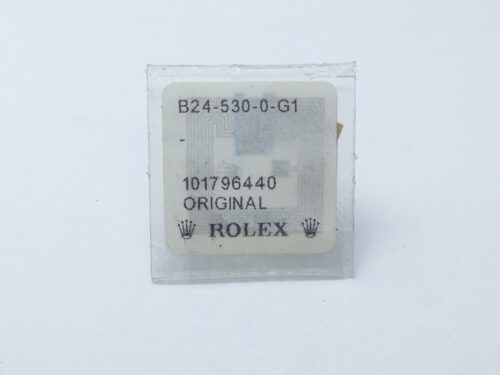 B24-530-0-G1
-
101796440
ORIGINAL
ROLEX